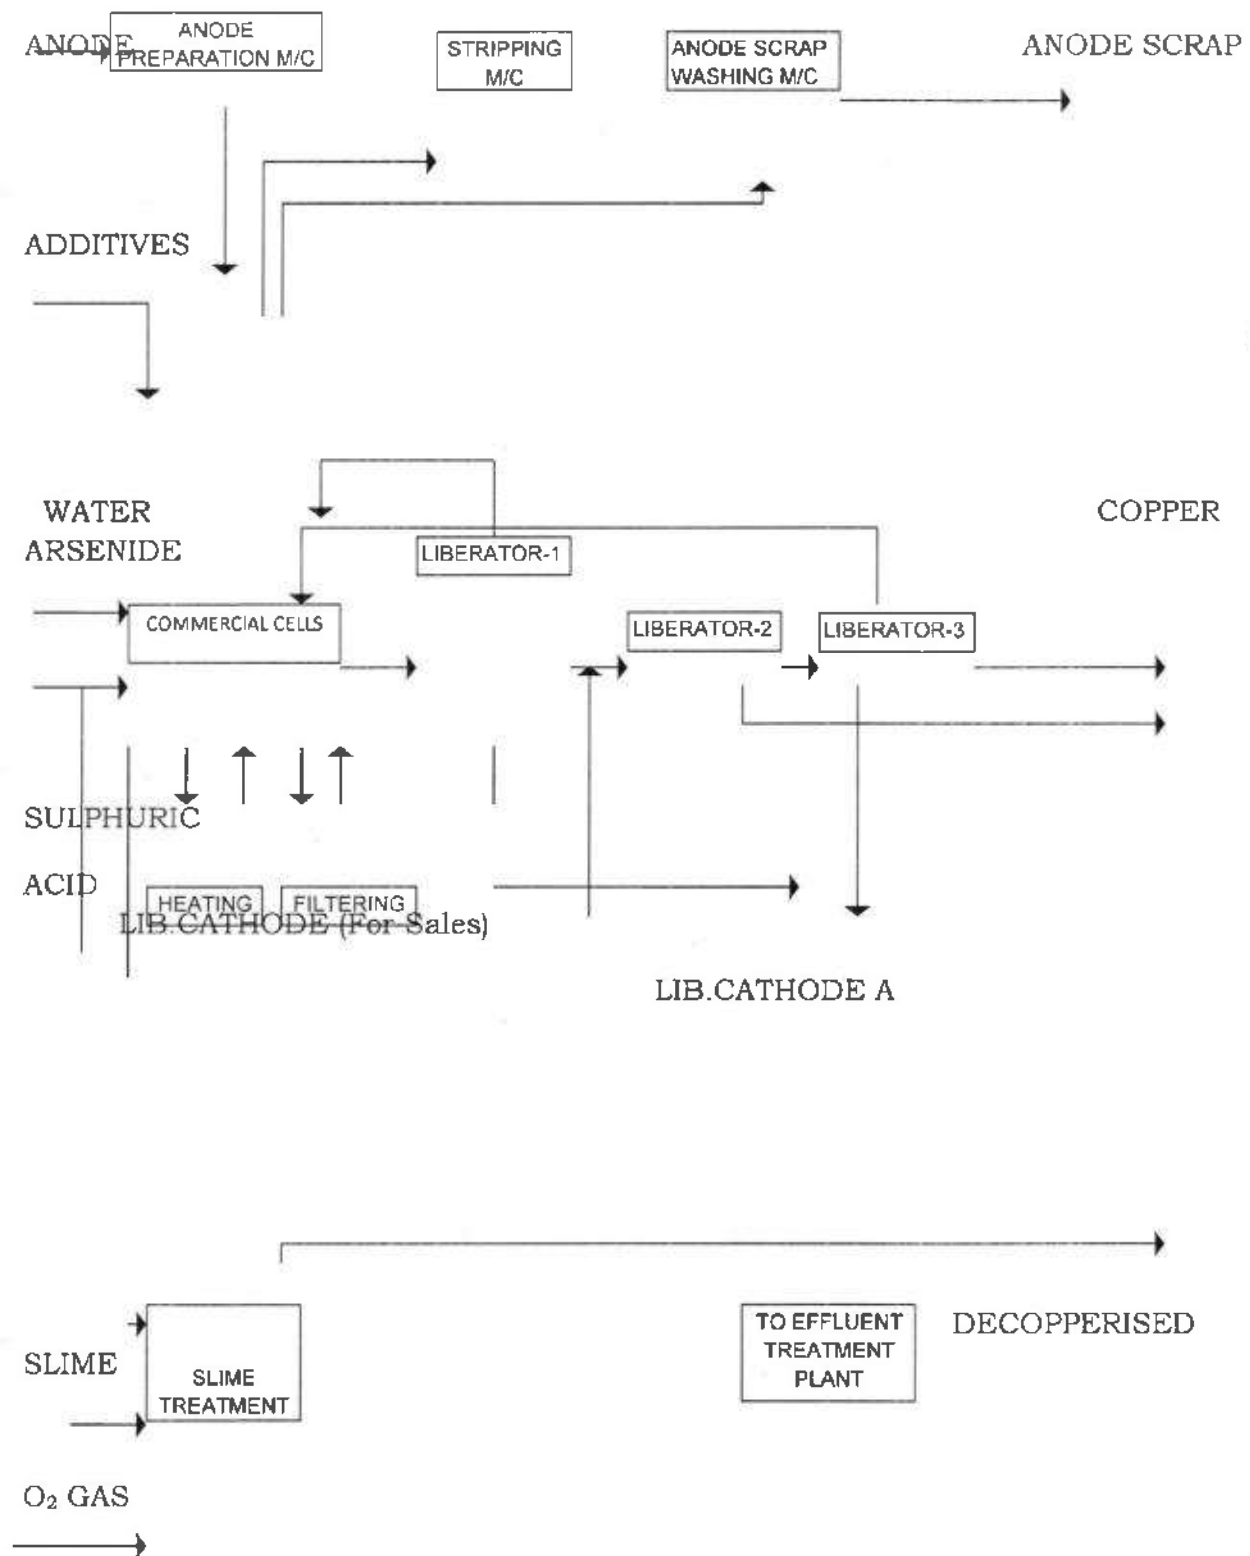 ANODE
ANODE
PREPARATION M/C
STRIPPING
M/C
ANODE SCRAP
WASHING M/C
ANODE SCRAP
ADDITIVES
WATER
COPPER
ARSENIDE
LIBERATOR-1
COMMERCIAL CELLS
LIBERATOR-2
LIBERATOR-3
SULPHURIC
ACID
HEATING
FILTERING
LIB.CATHODE (For Sales)
LIB.CATHODE A
SLIME
SLIME
TREATMENT
TO EFFLUENT
TREATMENT
PLANT
DECOPPERISED
O₂ GAS